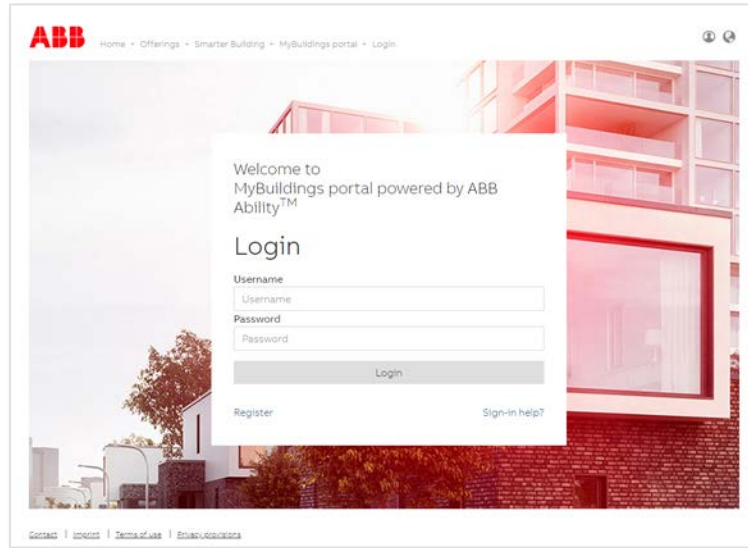 ABB Home • Offerings • Smarter Building • MyBuildings portal • Login
Welcome to
MyBuildings portal powered by ABB
Ability™
Login
Username
Username
Password
Password
Login
Register Sign-in help?
Contact | Imprint | Terms of use | Privacy provisions